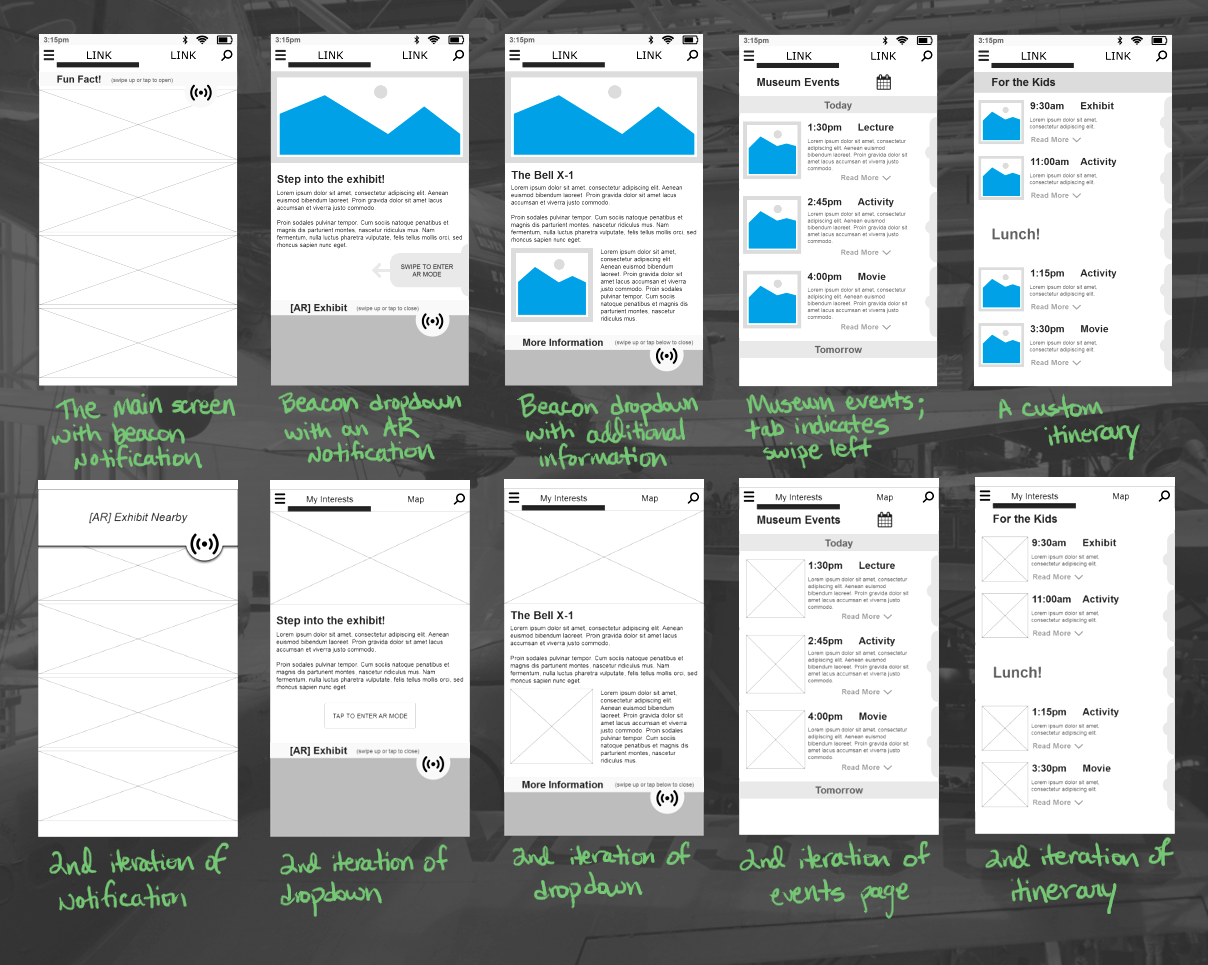 3:15pm
LINK LINK
Fun Fact! (swipe up or tap to open)
The main screen
with beacon
notification
3:15pm
LINK LINK
Step into the exhibit!
Lorem ipsum dolor sit amet, consectetur adipiscing elit. Aenean
euismod bibendum lacus. Proin gravida dolor sit amet lacus
accumsan et viverra justo commodo.
Proin sodales pulvinar tempor. Cum sociis natoque penatibus et
magnis dis parturient montes, nascetur ridiculus mus. Nam
fermentum, nulla luctus pharetra vulputate, felis tellus mollis orci, sed
rhoncus sapien nunc eget.
SWIPE TO ENTER
AR MODE
[AR] Exhibit (swipe up or tap to close)
Beacon dropdown
with an AR
notification
3:15pm
LINK LINK
The Bell X-1
Lorem ipsum dolor sit amet, consectetur adipiscing elit. Aenean
euismod bibendum lacus. Proin gravida dolor sit amet lacus
accumsan et viverra justo commodo.
Proin sodales pulvinar tempor. Cum sociis natoque penatibus et
magnis dis parturient montes, nascetur ridiculus mus. Nam
fermentum, nulla luctus pharetra vulputate, felis tellus mollis orci, sed
rhoncus sapien nunc eget.
Lorem ipsum dolor sit amet,
consectetur adipiscing elit.
Aenean euismod bibendum
lacus. Proin gravida dolor sit
amet lacus accumsan et viverra
justo commodo. Proin sodales
pulvinar tempor. Cum sociis
natoque penatibus et magnis dis
parturient montes, nascetur
ridiculus mus.
More Information (swipe up or tap below to close)
Beacon dropdown
with additional
information
3:15pm
LINK LINK
Museum Events
Today
1:30pm Lecture
Lorem ipsum dolor sit amet, consectetur
adipiscing elit. Aenean euismod
bibendum lacus. Proin gravida dolor sit
amet lacus accumsan et viverra justo
commodo.
Read More
2:45pm Activity
Lorem ipsum dolor sit amet, consectetur
adipiscing elit. Aenean euismod
bibendum lacus. Proin gravida dolor sit
amet lacus accumsan et viverra justo
commodo.
Read More
4:00pm Movie
Lorem ipsum dolor sit amet, consectetur
adipiscing elit. Aenean euismod
bibendum lacus. Proin gravida dolor sit
amet lacus accumsan et viverra justo
commodo.
Read More
Tomorrow
Museum events;
tab indicates
swipe left
3:15pm
LINK LINK
For the Kids
9:30am Exhibit
Lorem ipsum dolor sit amet,
consectetur adipiscing elit.
Read More
11:00am Activity
Lorem ipsum dolor sit amet,
consectetur adipiscing elit.
Read More
Lunch!
1:15pm Activity
Lorem ipsum dolor sit amet,
consectetur adipiscing elit.
Read More
3:30pm Movie
Lorem ipsum dolor sit amet,
consectetur adipiscing elit.
Read More
A custom
itinerary
[AR] Exhibit Nearby
2nd iteration of
notification
My Interests Map
Step into the exhibit!
Lorem ipsum dolor sit amet, consectetur adipiscing elit. Aenean
euismod bibendum lacus. Proin gravida dolor sit amet lacus
accumsan et viverra justo commodo.
Proin sodales pulvinar tempor. Cum sociis natoque penatibus et
magnis dis parturient montes, nascetur ridiculus mus. Nam
fermentum, nulla luctus pharetra vulputate, felis tellus mollis orci, sed
rhoncus sapien nunc eget.
TAP TO ENTER AR MODE
[AR] Exhibit (swipe up or tap to close)
2nd iteration of
dropdown
My Interests Map
The Bell X-1
Lorem ipsum dolor sit amet, consectetur adipiscing elit. Aenean
euismod bibendum lacus. Proin gravida dolor sit amet lacus
accumsan et viverra justo commodo.
Proin sodales pulvinar tempor. Cum sociis natoque penatibus et
magnis dis parturient montes, nascetur ridiculus mus. Nam
fermentum, nulla luctus pharetra vulputate, felis tellus mollis orci, sed
rhoncus sapien nunc eget.
Lorem ipsum dolor sit amet,
consectetur adipiscing elit.
Aenean euismod bibendum
lacus. Proin gravida dolor sit
amet lacus accumsan et viverra
justo commodo. Proin sodales
pulvinar tempor. Cum sociis
natoque penatibus et magnis dis
parturient montes, nascetur
ridiculus mus.
More Information (swipe up or tap below to close)
2nd iteration of
dropdown
My Interests Map
Museum Events
Today
1:30pm Lecture
Lorem ipsum dolor sit amet, consectetur
adipiscing elit. Aenean euismod
bibendum lacus. Proin gravida dolor sit
amet lacus accumsan et viverra justo
commodo.
Read More
2:45pm Activity
Lorem ipsum dolor sit amet, consectetur
adipiscing elit. Aenean euismod
bibendum lacus. Proin gravida dolor sit
amet lacus accumsan et viverra justo
commodo.
Read More
4:00pm Movie
Lorem ipsum dolor sit amet, consectetur
adipiscing elit. Aenean euismod
bibendum lacus. Proin gravida dolor sit
amet lacus accumsan et viverra justo
commodo.
Read More
Tomorrow
2nd iteration of
events page
My Interests Map
For the Kids
9:30am Exhibit
Lorem ipsum dolor sit amet,
consectetur adipiscing elit
Read More
11:00am Activity
Lorem ipsum dolor sit amet,
consectetur adipiscing elit.
Read More
Lunch!
1:15pm Activity
Lorem ipsum dolor sit amet,
consectetur adipiscing elit.
Read More
3:30pm Movie
Lorem ipsum dolor sit amet,
consectetur adipiscing elit.
Read More
2nd iteration of
itinerary